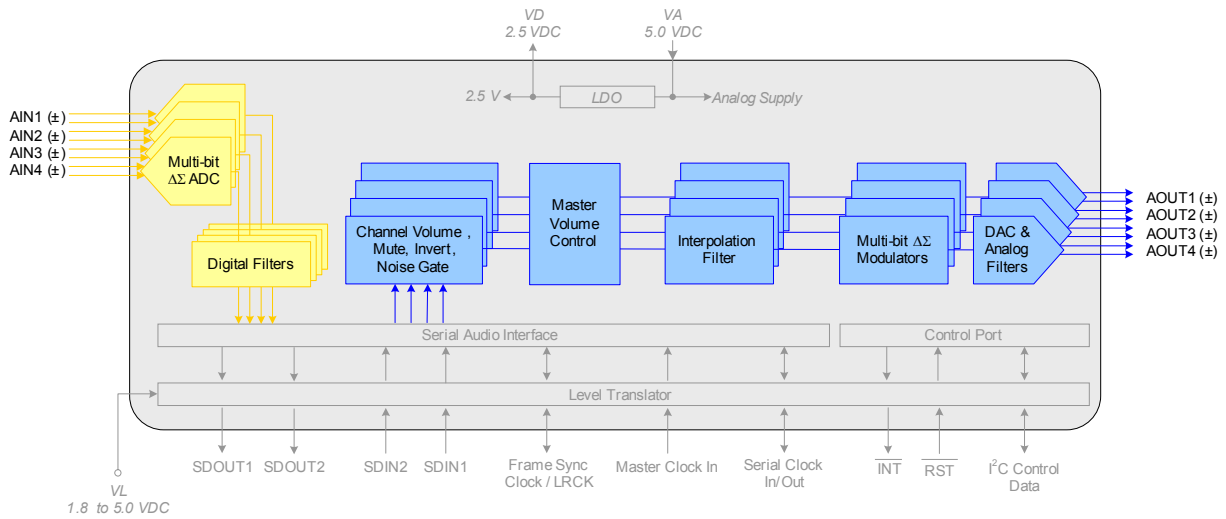 VD
2.5 VDC
VA
5.0 VDC
2.5 V
LDO
Analog Supply
AIN1 (±)
AIN2 (±)
AIN3 (±)
AIN4 (±)
Multi-bit
ΔΣ ADC
Digital Filters
Channel Volume ,
Mute, Invert,
Noise Gate
Master
Volume
Control
Interpolation
Filter
Multi-bit ΔΣ
Modulators
DAC &
Analog
Filters
AOUT1 (±)
AOUT2 (±)
AOUT3 (±)
AOUT4 (±)
Serial Audio Interface
Control Port
Level Translator
SDOUT1
SDOUT2
SDIN2
SDIN1
Frame Sync
Clock / LRCK
Master Clock In
Serial Clock
In/Out
INT
RST
I²C Control
Data
VL
1.8 to 5.0 VDC